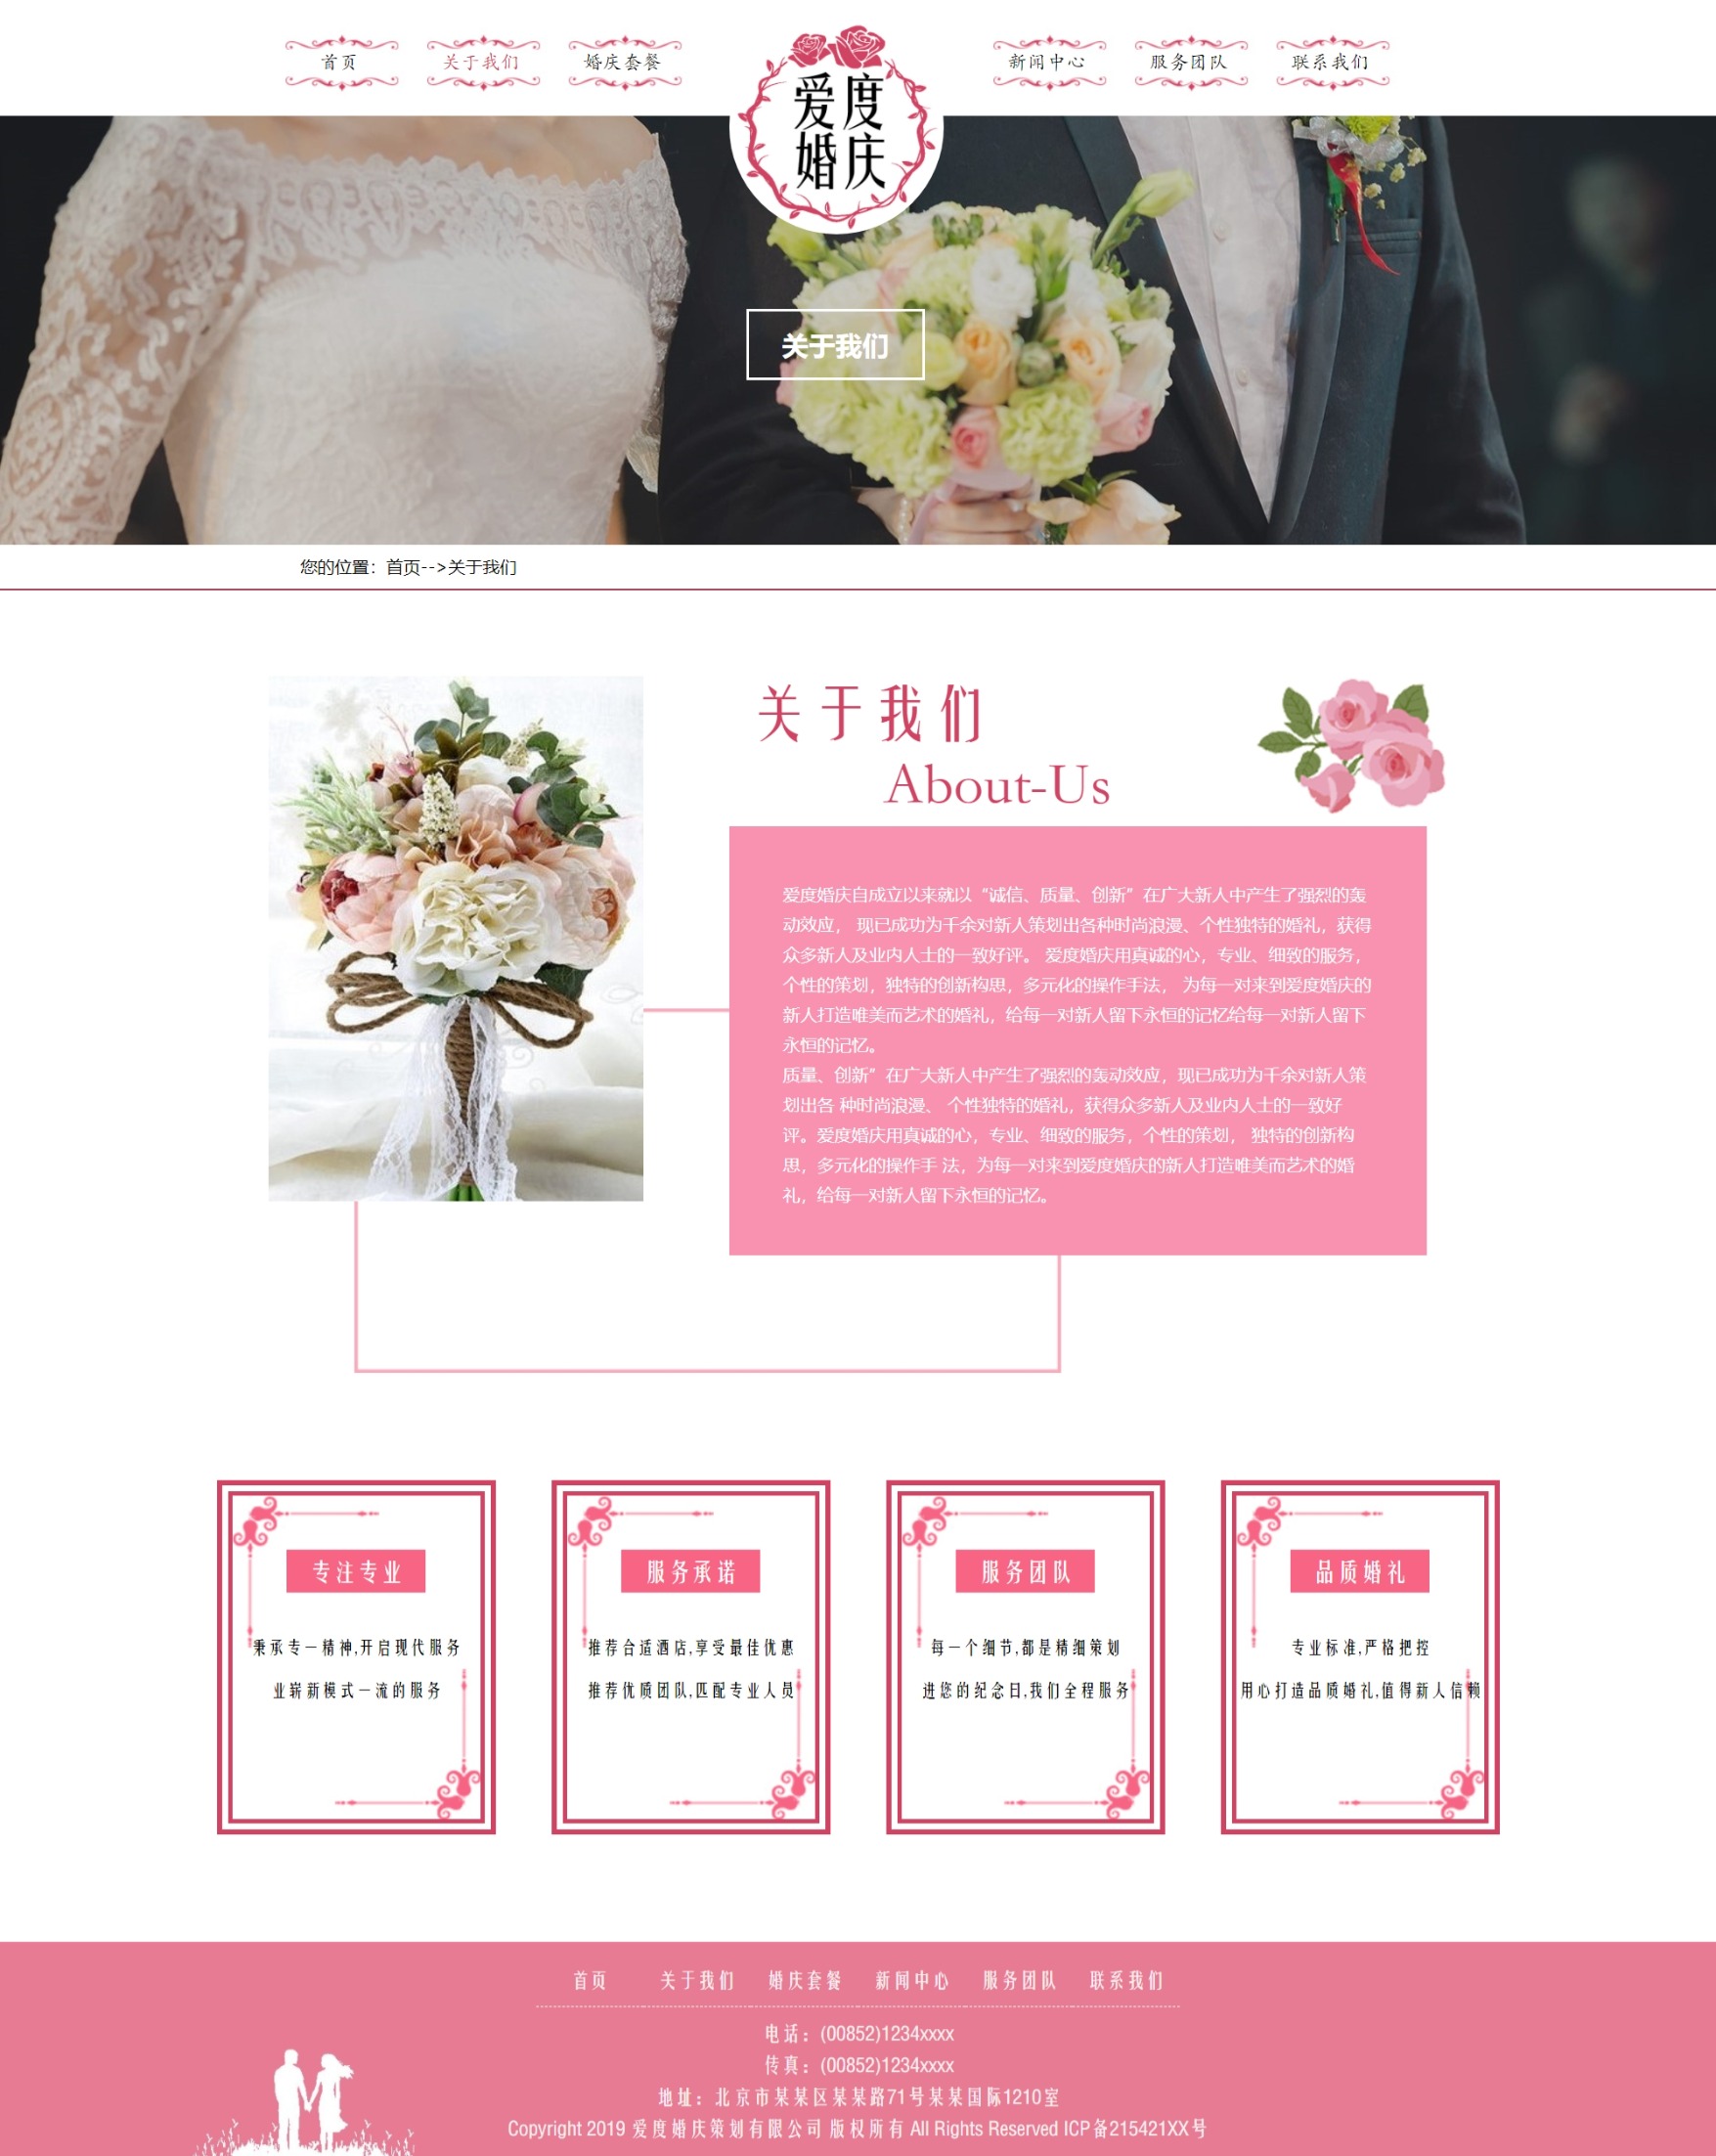 首页
关于我们
婚庆套餐
爱度
婚庆
新闻中心
服务团队
联系我们
关于我们
您的位置：首页-->关于我们
关于我们
About-Us
爱度婚庆自成立以来就以“诚信、质量、创新”在广大新人中产生了强烈的轰
动效应， 现已成功为千余对新人策划出各种时尚浪漫、个性独特的婚礼，获得
众多新人及业内人士的一致好评。 爱度婚庆用真诚的心，专业、细致的服务，
个性的策划，独特的创新构思，多元化的操作手法， 为每一对来到爱度婚庆的
新人打造唯美而艺术的婚礼，给每一对新人留下永恒的记忆给每一对新人留下
永恒的记忆。
质量、创新”在广大新人中产生了强烈的轰动效应，现已成功为千余对新人策
划出各 种时尚浪漫、 个性独特的婚礼，获得众多新人及业内人士的一致好
评。爱度婚庆用真诚的心，专业、细致的服务，个性的策划， 独特的创新构
思，多元化的操作手 法，为每一对来到爱度婚庆的新人打造唯美而艺术的婚
礼，给每一对新人留下永恒的记忆。
专注专业
秉承专一精神,开启现代服务
业崭新模式一流的服务
服务承诺
推荐合适酒店,享受最佳优惠
推荐优质团队,匹配专业人员
服务团队
每一个细节,都是精细策划
进您的纪念日,我们全程服务
品质婚礼
专业标准,严格把控
用心打造品质婚礼,值得新人信赖
首页 关于我们 婚庆套餐 新闻中心 服务团队 联系我们
电话：(00852)1234xxxx
传真：(00852)1234xxxx
地址：北京市某某区某某路71号某某国际1210室
Copyright 2019 爱度婚庆策划有限公司 版权所有 All Rights Reserved ICP备215421XX号